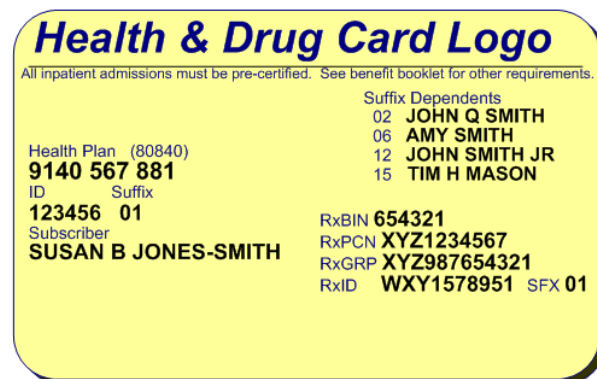 Health & Drug Card Logo
All inpatient admissions must be pre-certified. See benefit booklet for other requirements.
Suffix Dependents
02 JOHN Q SMITH
06 AMY SMITH
12 JOHN SMITH JR
15 TIM H MASON
Health Plan (80840)
9140 567 881
ID Suffix
123456 01
Subscriber
SUSAN B JONES-SMITH
RxBIN 654321
RxPCN XYZ1234567
RxGRP XYZ987654321
RxID WXY1578951 SFX 01